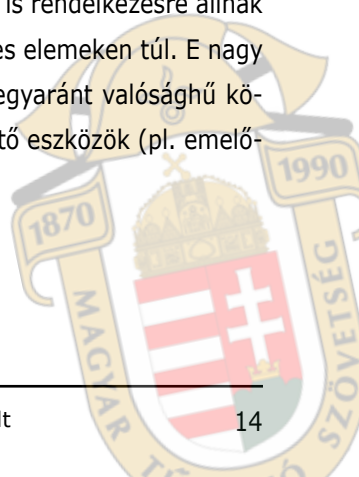 is rendelkezésre állnak
es elemeken túl. E nagy
egyaránt valósághű kö-
tő eszközök (pl. emelő-
1870
1990
MAGYAR
SZÖVETSÉG
lt
14